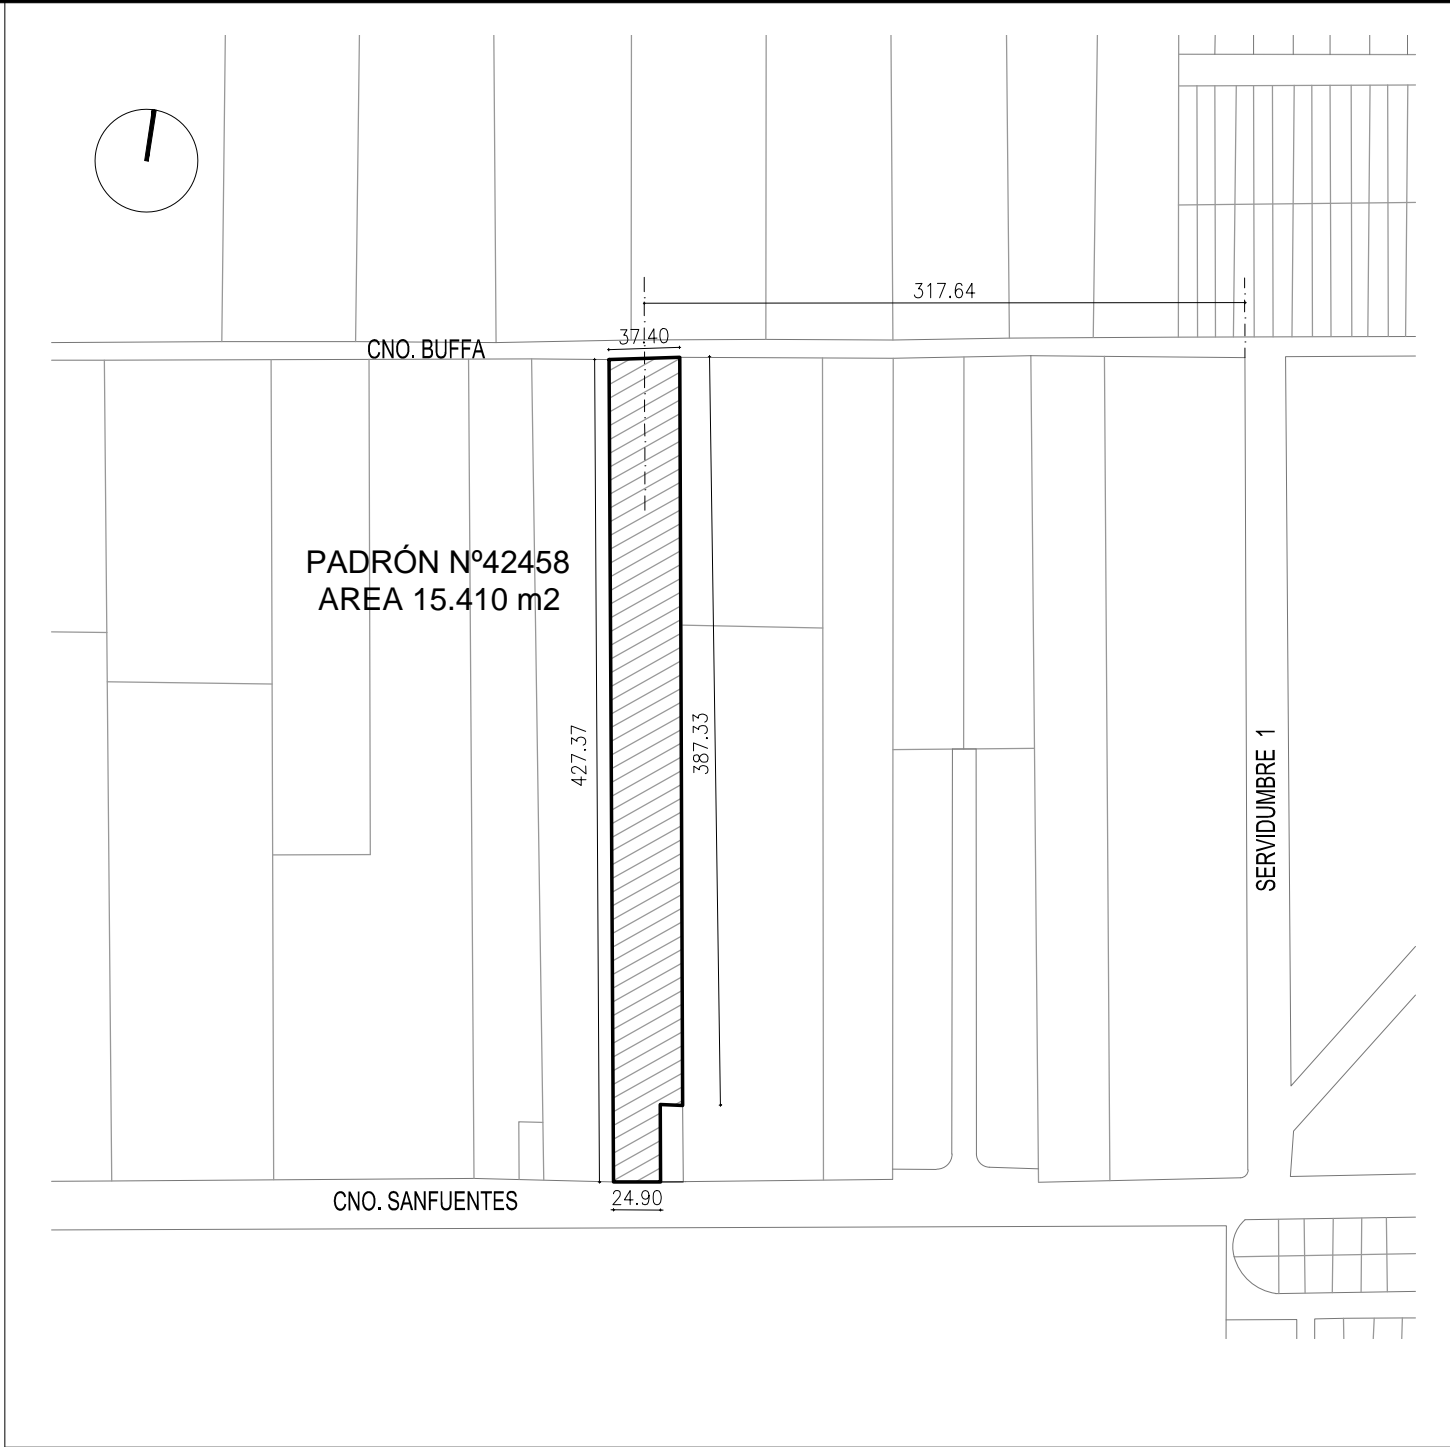 317.64
37.40
CNO. BUFFA
PADRÓN Nº42458
AREA 15.410 m2
427.37
387.33
SERVIDUMBRE 1
CNO. SANFUENTES
24.90